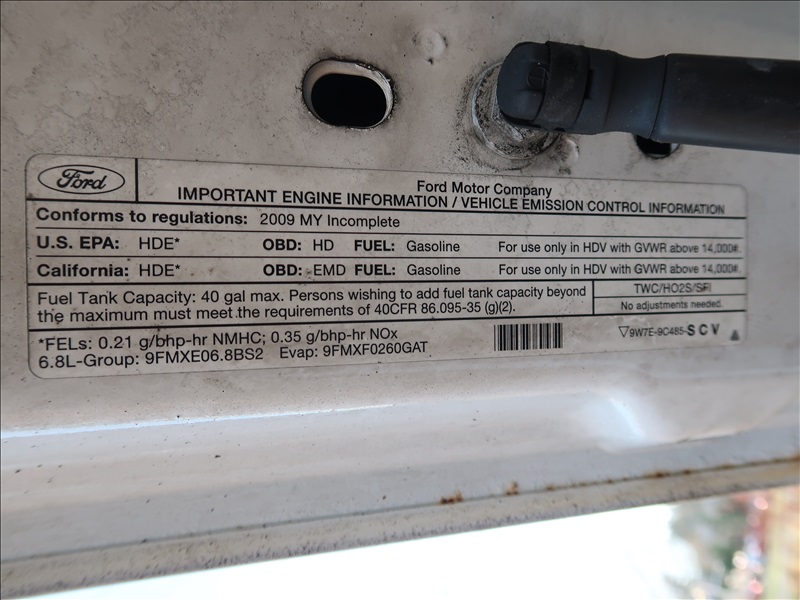 Ford
Ford Motor Company
IMPORTANT ENGINE INFORMATION / VEHICLE EMISSION CONTROL INFORMATION
Conforms to regulations: 2009 MY Incomplete
U.S. EPA: HDE* OBD: HD FUEL: Gasoline For use only in HDV with GVWR above 14,000#.
California: HDE* OBD: EMD FUEL: Gasoline For use only in HDV with GVWR above 14,000#.
Fuel Tank Capacity: 40 gal max. Persons wishing to add fuel tank capacity beyond
the maximum must meet the requirements of 40CFR 86.095-35 (g)(2).
TWC/HO2S/SFI
No adjustments needed.
*FELs: 0.21 g/bhp-hr NMHC; 0.35 g/bhp-hr NOx
6.8L-Group: 9FMXE06.8BS2 Evap: 9FMXF0260GAT
9W7E-9C485-SCV